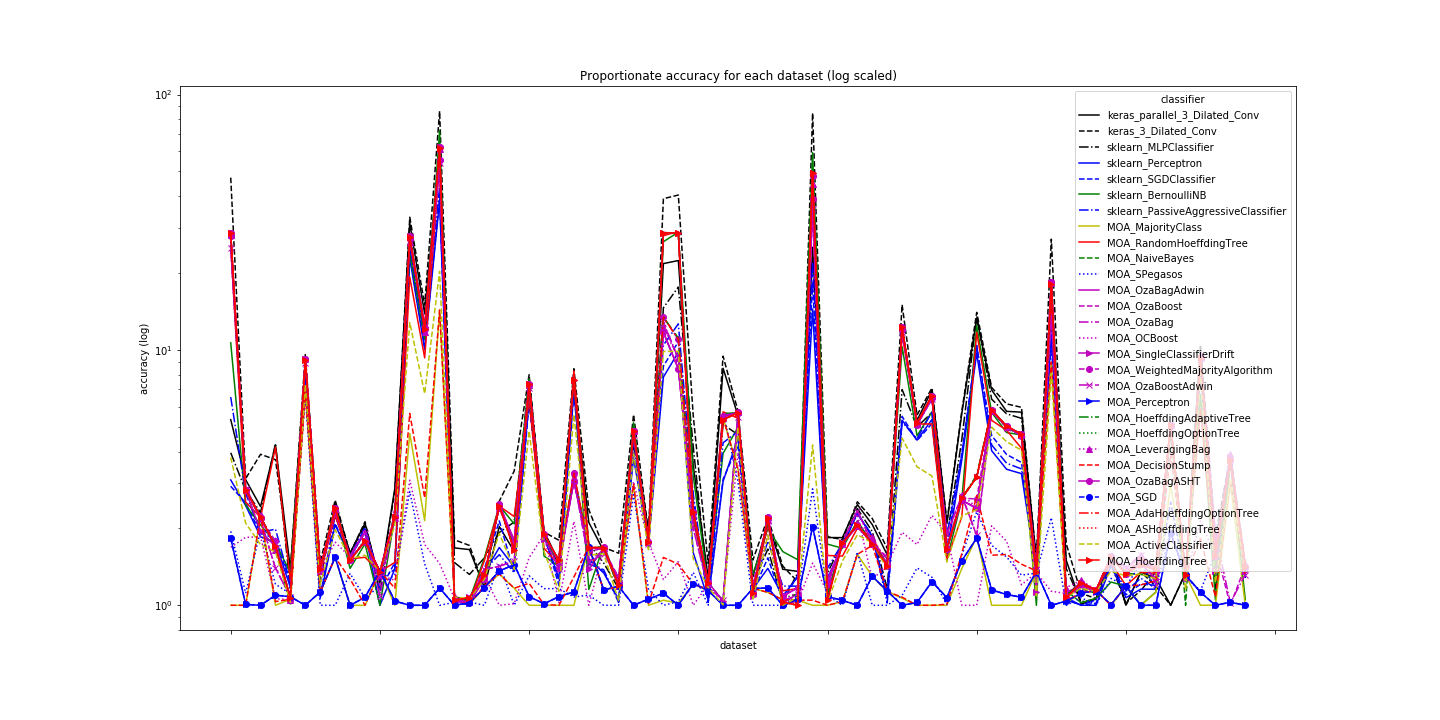 Proportionate accuracy for each dataset (log scaled)
10²
10¹
10⁰
accuracy (log)
dataset
classifier
keras_parallel_3_Dilated_Conv
keras_3_Dilated_Conv
sklearn_MLPClassifier
sklearn_Perceptron
sklearn_SGDClassifier
sklearn_BernoulliNB
sklearn_PassiveAggressiveClassifier
MOA_MajorityClass
MOA_RandomHoeffdingTree
MOA_NaiveBayes
MOA_SPegasos
MOA_OzaBagAdwin
MOA_OzaBoost
MOA_OzaBag
MOA_OCBoost
MOA_SingleClassifierDrift
MOA_WeightedMajorityAlgorithm
MOA_OzaBoostAdwin
MOA_Perceptron
MOA_HoeffdingAdaptiveTree
MOA_HoeffdingOptionTree
MOA_LeveragingBag
MOA_DecisionStump
MOA_OzaBagASHT
MOA_SGD
MOA_AdaHoeffdingOptionTree
MOA_ASHoeffdingTree
MOA_ActiveClassifier
MOA_HoeffdingTree